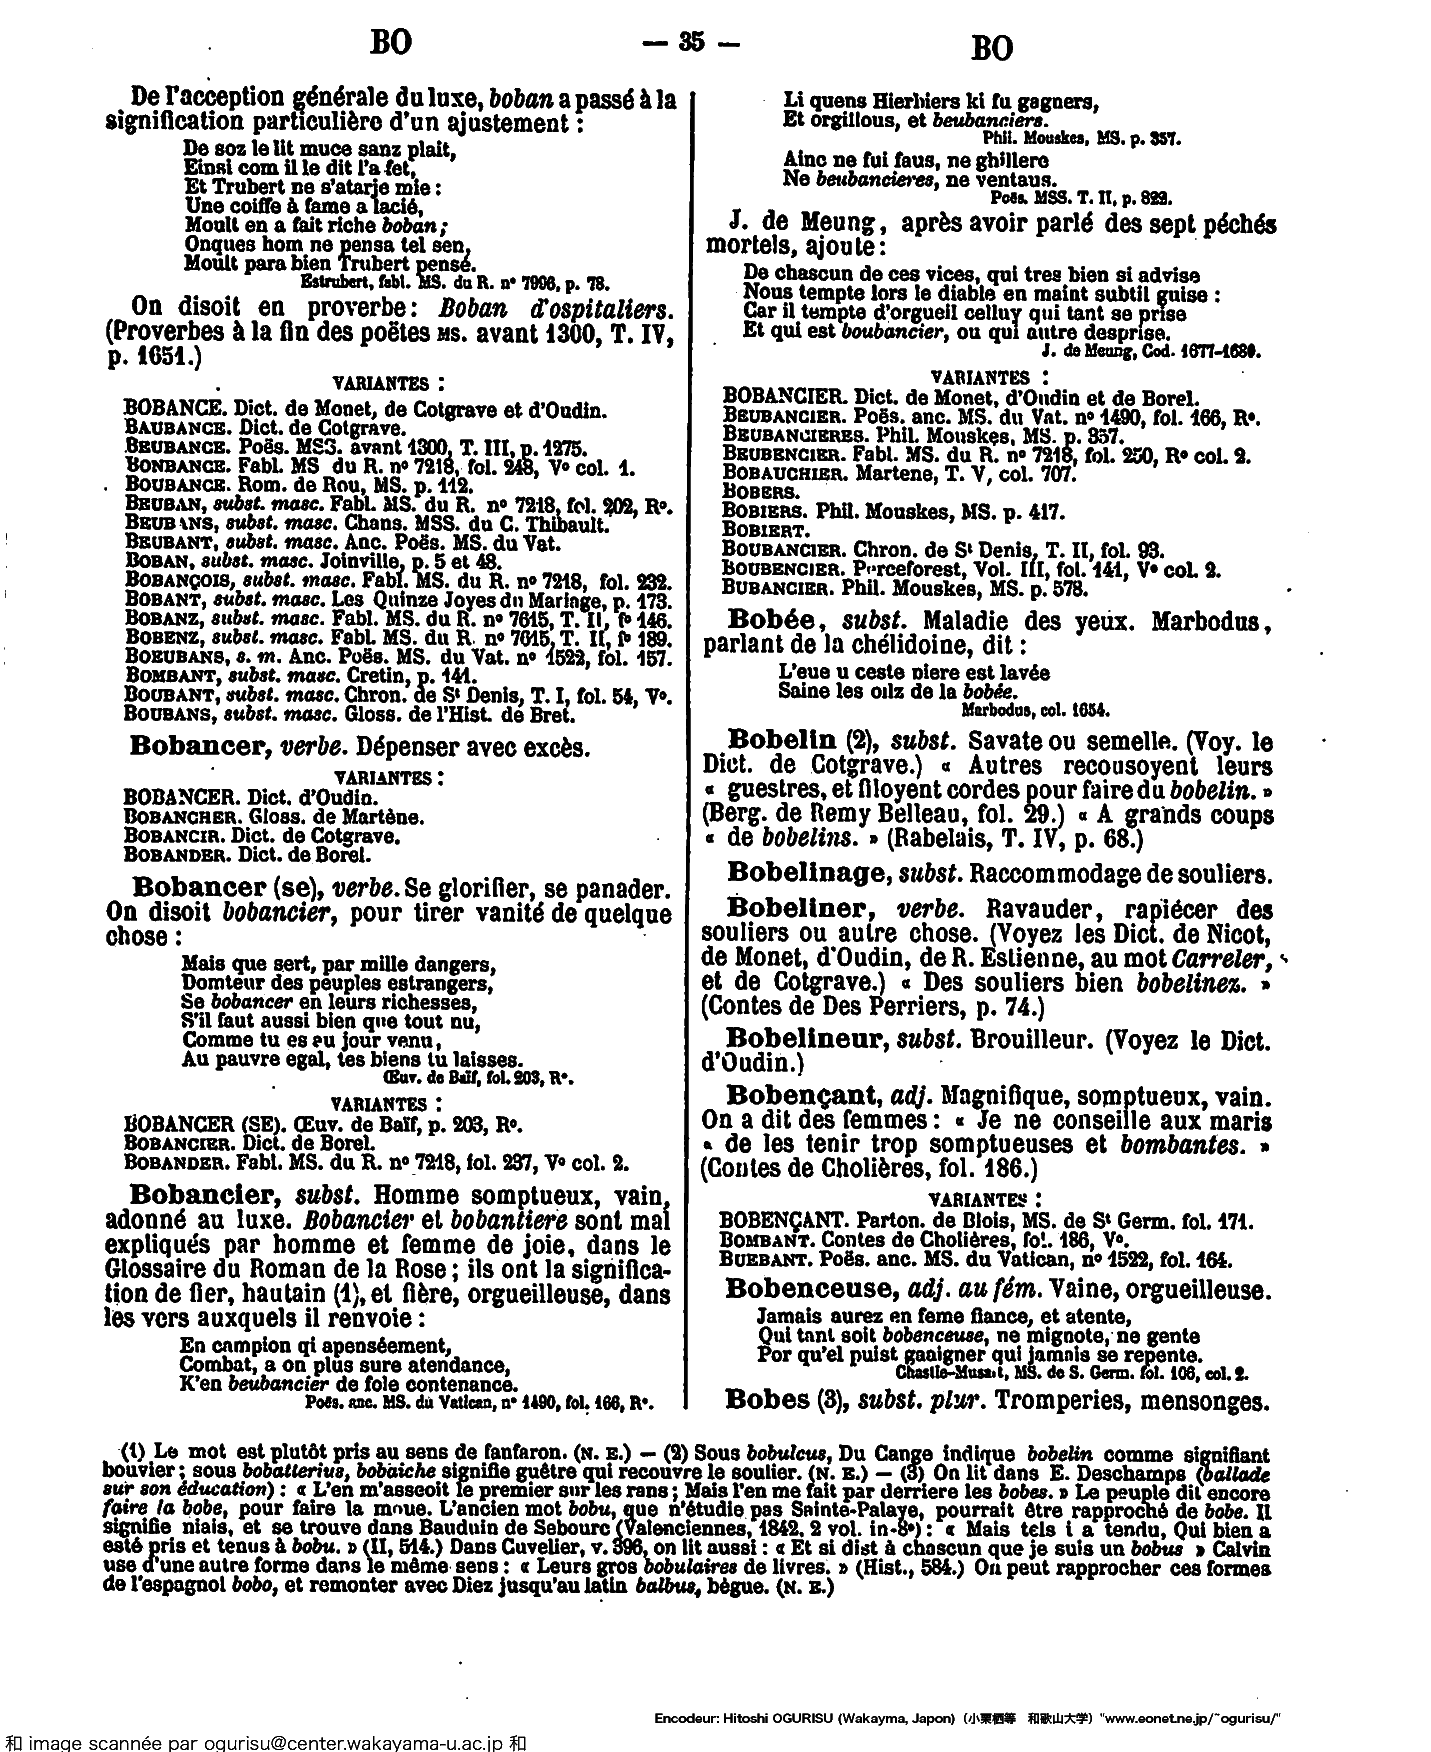 BO
— 35 —
BO
De l'acception générale du luxe, boban a passé à la
signification particulière d'un ajustement :
De soz le lit muce sanz plait,
Einsi com il le dit l'a fet,
Et Trubert ne s'atarje mie :
Une coiffe à fame a lacié,
Moult en a fait riche boban ;
Onques hom ne pensa tel sen,
Moult para bien Trubert pensé.
Estrubert, fabl. MS. du R. n° 7996, p. 78.
On disoit en proverbe : Boban d'ospitaliers.
(Proverbes à la fin des poëtes MS. avant 1300, T. IV,
p. 1651.)
VARIANTES :
BOBANCE. Dict. de Monet, de Cotgrave et d'Oudin.
BAUBANCE. Dict. de Cotgrave.
BEUBANCE. Poës. MSS. avant 1300, T. III, p. 1275.
BONBANCE. Fabl. MS du R. n° 7218, fol. 248, V° col. 1.
BOUBANCE. Rom. de Rou, MS. p. 112.
BEUBAN, subst. masc. Fabl. MS. du R. n° 7218, fol. 202, R°.
BEUBANS, subst. masc. Chans. MSS. du C. Thibault.
BEUBANT, subst. masc. Anc. Poës. MS. du Vat.
BOBAN, subst. masc. Joinville, p. 5 et 48.
BOBANÇOIS, subst. masc. Fabl. MS. du R. n° 7218, fol. 232.
BOBANT, subst. masc. Les Quinze Joyes du Mariage, p. 173.
BOBANZ, subst. masc. Fabl. MS. du R. n° 7615, T. II, f° 146.
BOBENZ, subst. masc. Fabl. MS. du R. n° 7615, T. II, f° 189.
BOEUBANS, s. m. Anc. Poës. MS. du Vat. n° 1522, fol. 157.
BOMBANT, subst. masc. Cretin, p. 141.
BOUBANT, subst. masc. Chron. de St Denis, T. I, fol. 54, V°.
BOUBANS, subst. masc. Gloss. de l'Hist. de Bret.
Bobancer, verbe. Dépenser avec excès.
VARIANTES :
BOBANCER. Dict. d'Oudin.
BOBANCHER. Gloss. de Martène.
BOBANCIR. Dict. de Cotgrave.
BOBANDER. Dict. de Borel.
Bobancer (se), verbe. Se glorifier, se panader.
On disoit bobancier, pour tirer vanité de quelque
chose :
Mais que sert, par mille dangers,
Domteur des peuples estrangers,
Se bobancer en leurs richesses,
S'il faut aussi bien que tout nu,
Comme tu es eu jour venu,
Au pauvre egal, tes biens tu laisses.
Œuv. de Baïf, fol. 203, R°.
VARIANTES :
BOBANCER (SE). Œuv. de Baïf, p. 203, R°.
BOBANCIER. Dict. de Borel.
BOBANDER. Fabl. MS. du R. n° 7218, fol. 237, V° col. 2.
Bobancier, subst. Homme somptueux, vain,
adonné au luxe. Bobancier et bobantiere sont mal
expliqués par homme et femme de joie, dans le
Glossaire du Roman de la Rose ; ils ont la significa-
tion de fier, hautain (1), et fière, orgueilleuse, dans
les vers auxquels il renvoie :
En campion qi apenséement,
Combat, a on plus sure atendance,
K'en beubancier de fole contenance.
Poës. anc. MS. du Vatican, n° 1490, fol. 166, R°.
Li quens Hierbiers ki fu gagners,
Et orgillous, et beubanciers.
Phil. Mouskes, MS. p. 357.
Ainc ne fui faus, ne ghillere
Ne beubancieres, ne ventaus.
Poës. MSS. T. II, p. 823.
J. de Meung, après avoir parlé des sept péchés
mortels, ajoute :
De chascun de ces vices, qui tres bien si advise
Nous tempte lors le diable en maint subtil guise :
Car il tempte d'orgueil celluy qui tant se prise
Et qui est boubancier, ou qui autre desprise.
J. de Meung, Cod. 1677-1680.
VARIANTES :
BOBANCIER. Dict. de Monet, d'Oudin et de Borel.
BEUBANCIER. Poës. anc. MS. du Vat. n° 1490, fol. 166, R°.
BEUBANCIERES. Phil. Mouskes, MS. p. 357.
BEUBENCIER. Fabl. MS. du R. n° 7218, fol. 250, R° col. 2.
BOBAUCHIER. Martene, T. V, col. 707.
BOBERS.
BOBIERS. Phil. Mouskes, MS. p. 417.
BOBIERT.
BOUBANCIER. Chron. de St Denis, T. II, fol. 93.
BOUBENCIER. Perceforest, Vol. III, fol. 141, V° col. 2.
BUBANCIER. Phil. Mouskes, MS. p. 578.
Bobée, subst. Maladie des yeux. Marbodus,
parlant de la chélidoine, dit :
L'eue u ceste piere est lavée
Saine les oilz de la bobée.
Marbodus, col. 1654.
Bobelin (2), subst. Savate ou semelle. (Voy. le
Dict. de Cotgrave.) « Autres recousoyent leurs
« guestres, et filoyent cordes pour faire du bobelin. »
(Berg. de Remy Belleau, fol. 29.) « A grands coups
« de bobelins. » (Rabelais, T. IV, p. 68.)
Bobelinage, subst. Raccommodage de souliers.
Bobeliner, verbe. Ravauder, rapiécer des
souliers ou autre chose. (Voyez les Dict. de Nicot,
de Monet, d'Oudin, de R. Estienne, au mot Carreler,
et de Cotgrave.) « Des souliers bien bobelinez. »
(Contes de Des Perriers, p. 74.)
Bobelineur, subst. Brouilleur. (Voyez le Dict.
d'Oudin.)
Bobençant, adj. Magnifique, somptueux, vain.
On a dit des femmes : « Je ne conseille aux maris
« de les tenir trop somptueuses et bombantes. »
(Contes de Cholières, fol. 186.)
VARIANTES :
BOBENÇANT. Parton. de Blois, MS. de St Germ. fol. 171.
BOMBANT. Contes de Cholières, fol. 186, V°.
BUEBANT. Poës. anc. MS. du Vatican, n° 1522, fol. 164.
Bobenceuse, adj. au fém. Vaine, orgueilleuse.
Jamais aurez en feme fiance, et atente,
Qui tant soit bobenceuse, ne mignote, ne gente
Por qu'el puist gaaigner qui jamais se repente.
Chastie-Musart, MS. de S. Germ. fol. 106, col. 2.
Bobes (3), subst. plur. Tromperies, mensonges.
(1) Le mot est plutôt pris au sens de fanfaron. (N. E.) — (2) Sous bobulcus, Du Cange indique bobelin comme signifiant
bouvier ; sous bobatterius, bobaiche signifie guêtre qui recouvre le soulier. (N. E.) — (3) On lit dans E. Deschamps (ballade
sur son éducation) : « L'en m'asseoit le premier sur les rans ; Mais l'en me fait par derriere les bobes. » Le peuple dit encore
faire la bobe, pour faire la moue. L'ancien mot bobu, que n'étudie pas Sainte-Palaye, pourrait être rapproché de bobe. Il
signifie niais, et se trouve dans Bauduin de Sebourc (Valenciennes, 1842, 2 vol. in-8°) : « Mais tels i a tendu, Qui bien a
esté pris et tenus à bobu. » (II, 514.) Dans Cuvelier, v. 396, on lit aussi : « Et si dist à chascun que je suis un bobus » Calvin
use d'une autre forme dans le même sens : « Leurs gros bobulaires de livres. » (Hist., 584.) On peut rapprocher ces formes
de l'espagnol bobo, et remonter avec Diez jusqu'au latin balbus, bègue. (N. E.)
Encodeur: Hitoshi OGURISU (Wakayma, Japon) (小栗栖等 和歌山大学) "www.eonet.ne.jp/~ogurisu/"
和 image scannée par ogurisu@center.wakayama-u.ac.jp 和